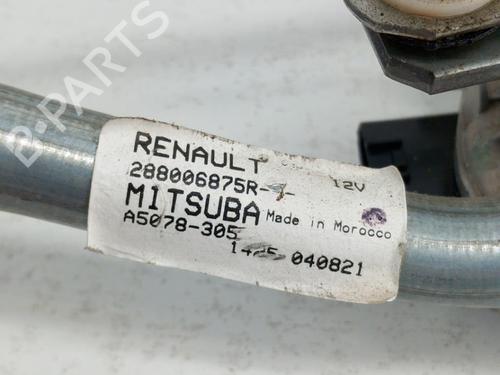 B-PARTS
RENAULT
288006875R- 12V
MITSUBA Made in Morocco
A5078-305
040821